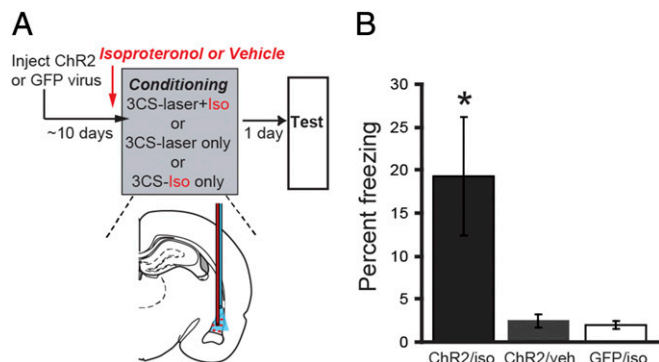 A
Isoproteronol or Vehicle
Inject ChR2
or GFP virus
~10 days
Conditioning
3CS-laser+Iso
or
3CS-laser only
or
3CS-Iso only
1 day
Test
B
*
Percent freezing
30
25
20
15
10
5
0
ChR2/iso ChR2/veh GFP/iso